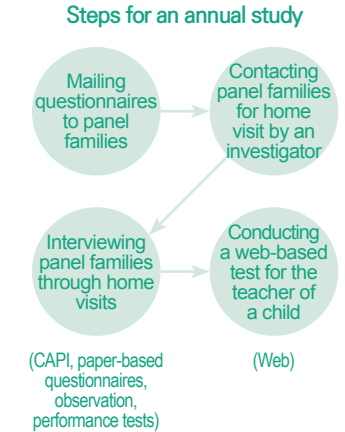 Steps for an annual study
Mailing
questionnaires
to panel
families
Contacting
panel families
for home
visit by an
investigator
Interviewing
panel families
through home
visits
Conducting
a web-based
test for the
teacher of
a child
(CAPI, paper-based
questionnaires,
observation,
performance tests)
(Web)